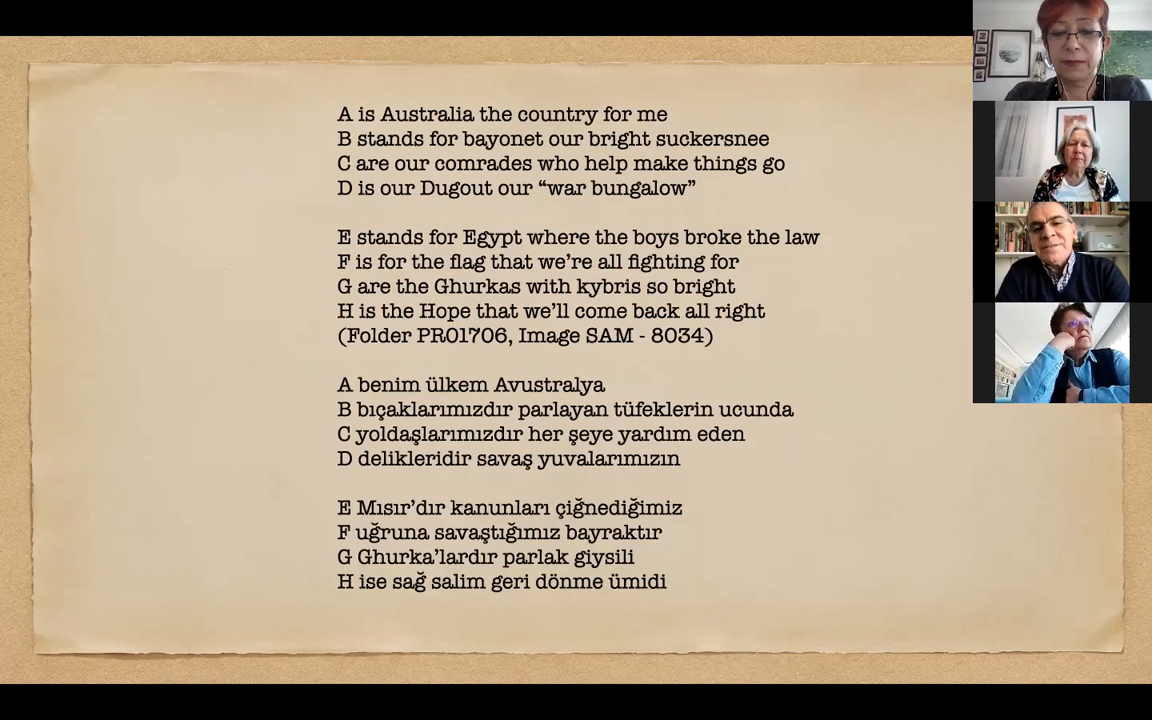 A is Australia the country for me
B stands for bayonet our bright suckersnee
C are our comrades who help make things go
D is our Dugout our “war bungalow”
E stands for Egypt where the boys broke the law
F is for the flag that we’re all fighting for
G are the Ghurkas with kybris so bright
H is the Hope that we’ll come back all right
(Folder PR01706, Image SAM - 8034)
A benim ülkem Avustralya
B bıçaklarımızdır parlayan tüfeklerin ucunda
C yoldaşlarımızdır her şeye yardım eden
D delikleridir savaş yuvalarımızın
E Mısır’dır kanunları çiğnediğimiz
F uğruna savaştığımız bayraktır
G Ghurka’lardır parlak giysili
H ise sağ salim geri dönme ümidi